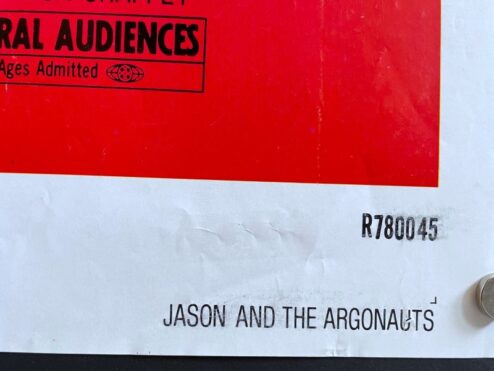 RAL AUDIENCES
Ages Admitted
R780045
JASON AND THE ARGONAUTS